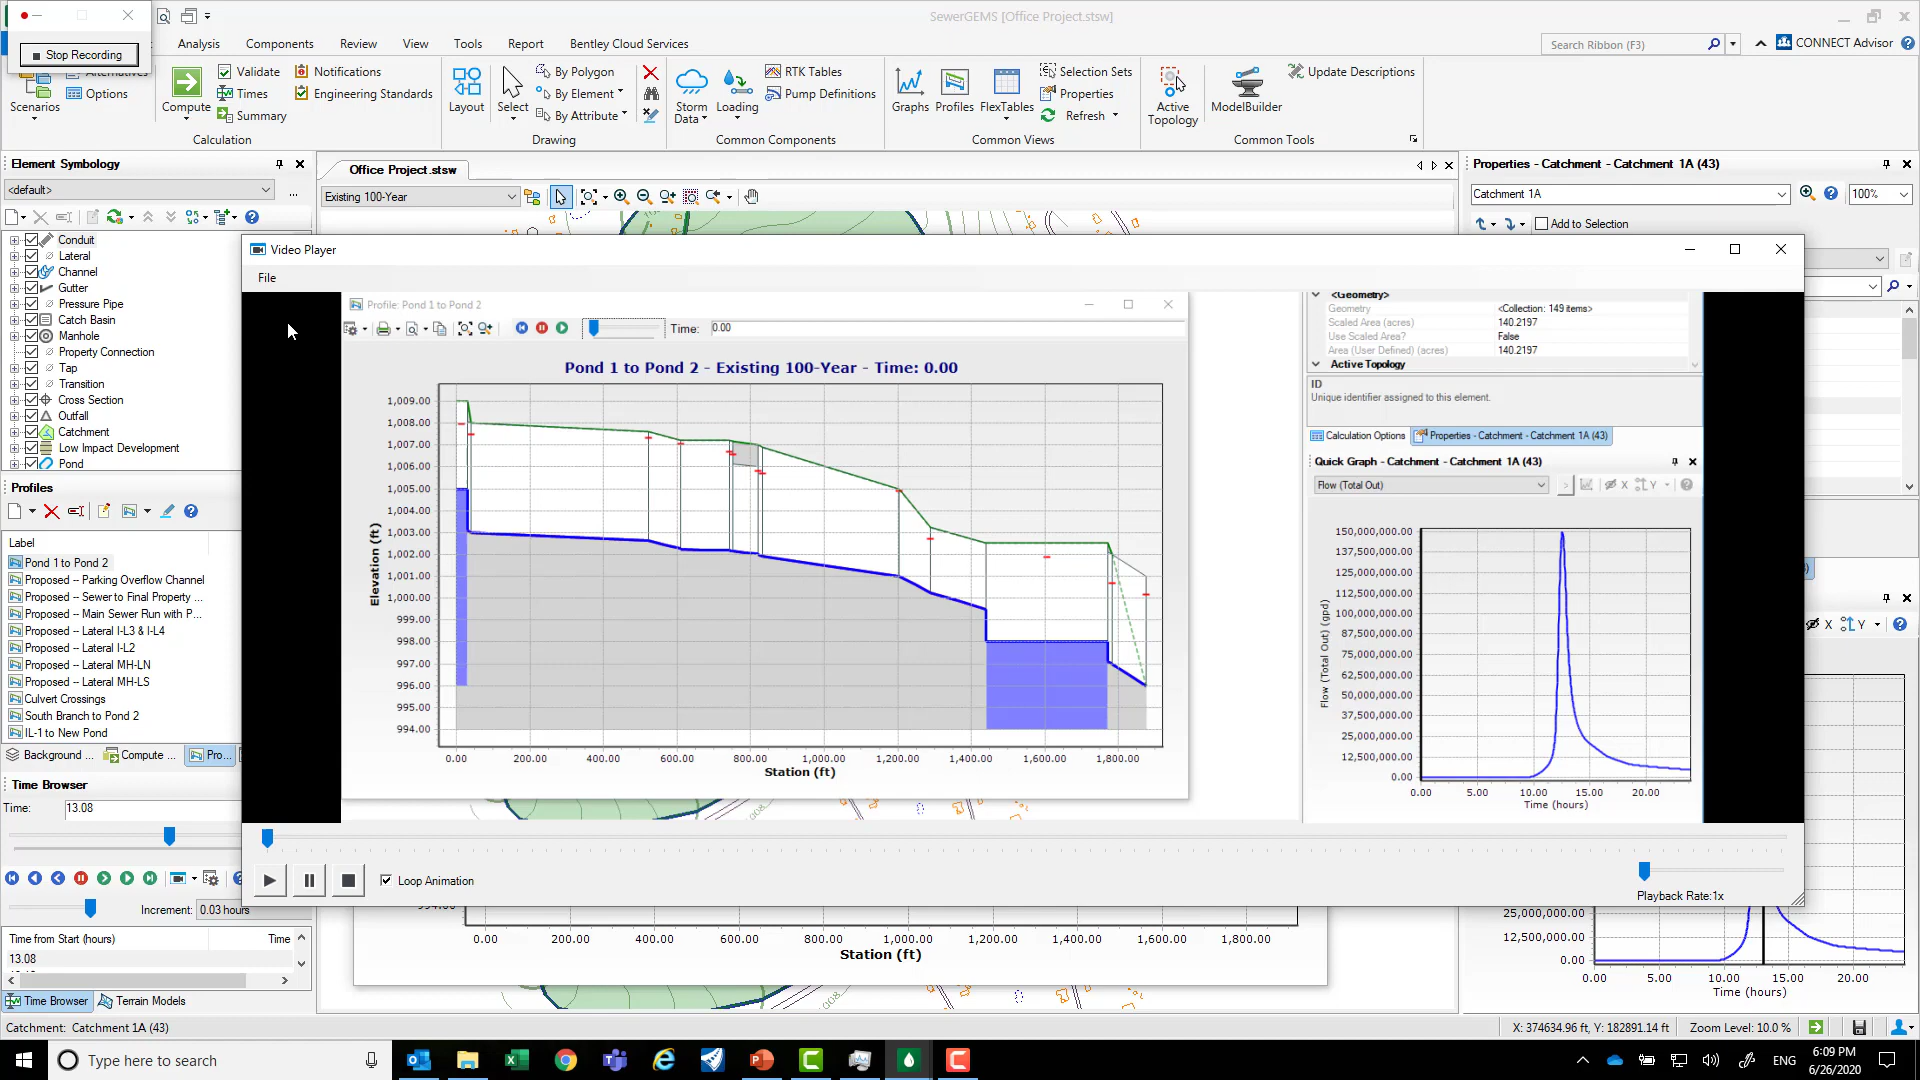 SewerGEMS [Office Project.stsw]
Stop Recording
Analysis Components Review View Tools Report Bentley Cloud Services
Search Ribbon (F3)
CONNECT Advisor
Scenarios
Alternatives
Options
Compute
Validate
Times
Summary
Notifications
Engineering Standards
Calculation
Layout
Select
By Polygon
By Element
By Attribute
Drawing
Storm Data
Loading
RTK Tables
Pump Definitions
Common Components
Graphs
Profiles
FlexTables
Selection Sets
Properties
Refresh
Common Views
Active Topology
ModelBuilder
Update Descriptions
Common Tools
Element Symbology
<default>
...
Conduit
Lateral
Channel
Gutter
Pressure Pipe
Catch Basin
Manhole
Property Connection
Tap
Transition
Cross Section
Outfall
Catchment
Low Impact Development
Pond
Profiles
Label
Pond 1 to Pond 2
Proposed -- Parking Overflow Channel
Proposed -- Sewer to Final Property ...
Proposed -- Main Sewer Run with P...
Proposed -- Lateral I-L3 & I-L4
Proposed -- Lateral I-L2
Proposed -- Lateral MH-LN
Proposed -- Lateral MH-LS
Culvert Crossings
South Branch to Pond 2
IL-1 to New Pond
Background ... Compute ... Pro...
Time Browser
Time: 13.08
Increment: 0.03 hours
Time from Start (hours) Time
13.08
Time Browser Terrain Models
Office Project.stsw
Existing 100-Year
Properties - Catchment - Catchment 1A (43)
Catchment 1A
100%
Add to Selection
Video Player
File
Profile: Pond 1 to Pond 2
Time: 0.00
Pond 1 to Pond 2 - Existing 100-Year - Time: 0.00
Elevation (ft)
1,009.00
1,008.00
1,007.00
1,006.00
1,005.00
1,004.00
1,003.00
1,002.00
1,001.00
1,000.00
999.00
998.00
997.00
996.00
995.00
994.00
0.00 200.00 400.00 600.00 800.00 1,000.00 1,200.00 1,400.00 1,600.00 1,800.00
Station (ft)
<Geometry>
Geometry <Collection: 149 items>
Scaled Area (acres) 140.2197
Use Scaled Area? False
Area (User Defined) (acres) 140.2197
Active Topology
ID
Unique identifier assigned to this element.
Calculation Options Properties - Catchment - Catchment 1A (43)
Quick Graph - Catchment - Catchment 1A (43)
Flow (Total Out)
X Y
Flow (Total Out) (gpd)
150,000,000.00
137,500,000.00
125,000,000.00
112,500,000.00
100,000,000.00
87,500,000.00
75,000,000.00
62,500,000.00
50,000,000.00
37,500,000.00
25,000,000.00
12,500,000.00
0.00
0.00 5.00 10.00 15.00 20.00
Time (hours)
Loop Animation
Playback Rate:1x
X Y
0.00 200.00 400.00 600.00 800.00 1,000.00 1,200.00 1,400.00 1,600.00 1,800.00
Station (ft)
25,000,000.00
12,500,000.00
0.00
0.00 5.00 10.00 15.00 20.00
Time (hours)
Catchment: Catchment 1A (43)
X: 374634.96 ft, Y: 182891.14 ft Zoom Level: 10.0 %
Type here to search
ENG
6:09 PM
6/26/2020